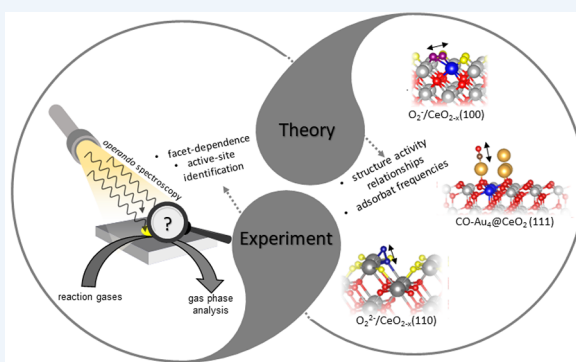 operando spectroscopy
• facet-dependence
• active-site
identification
?
reaction gases
gas phase
analysis
Theory
Experiment
• structure activity
relationships
• adsorbat frequencies
O₂⁻/CeO₂₋ₓ(100)
CO-Au₄@CeO₂ (111)
O₂²⁻/CeO₂₋ₓ(110)